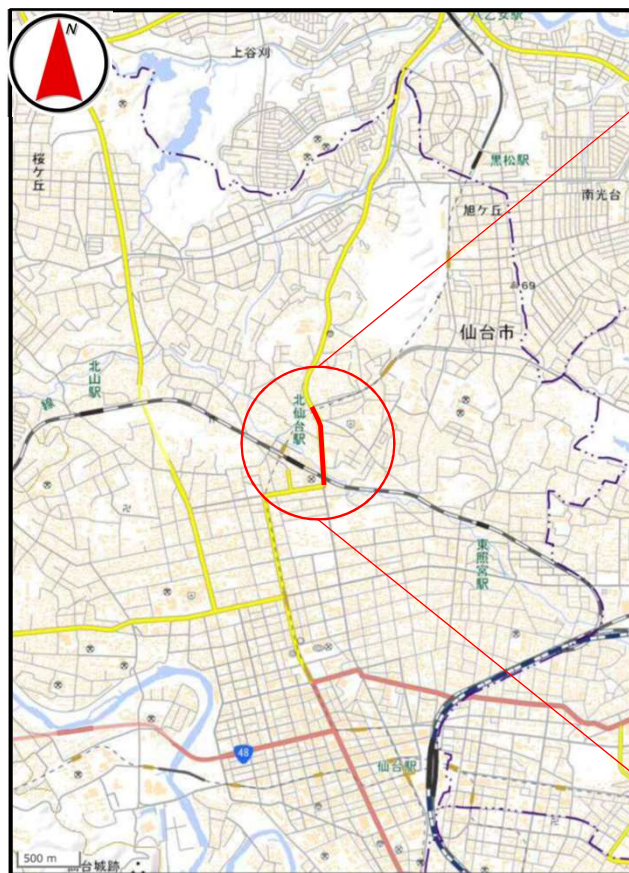 N
八乙女駅
上谷刈
桜ケ丘
黒松駅
南光台
旭ケ丘
69
仙台市
北山駅
線
北仙台駅
東照宮駅
48
仙台駅
500 m
仙台城跡